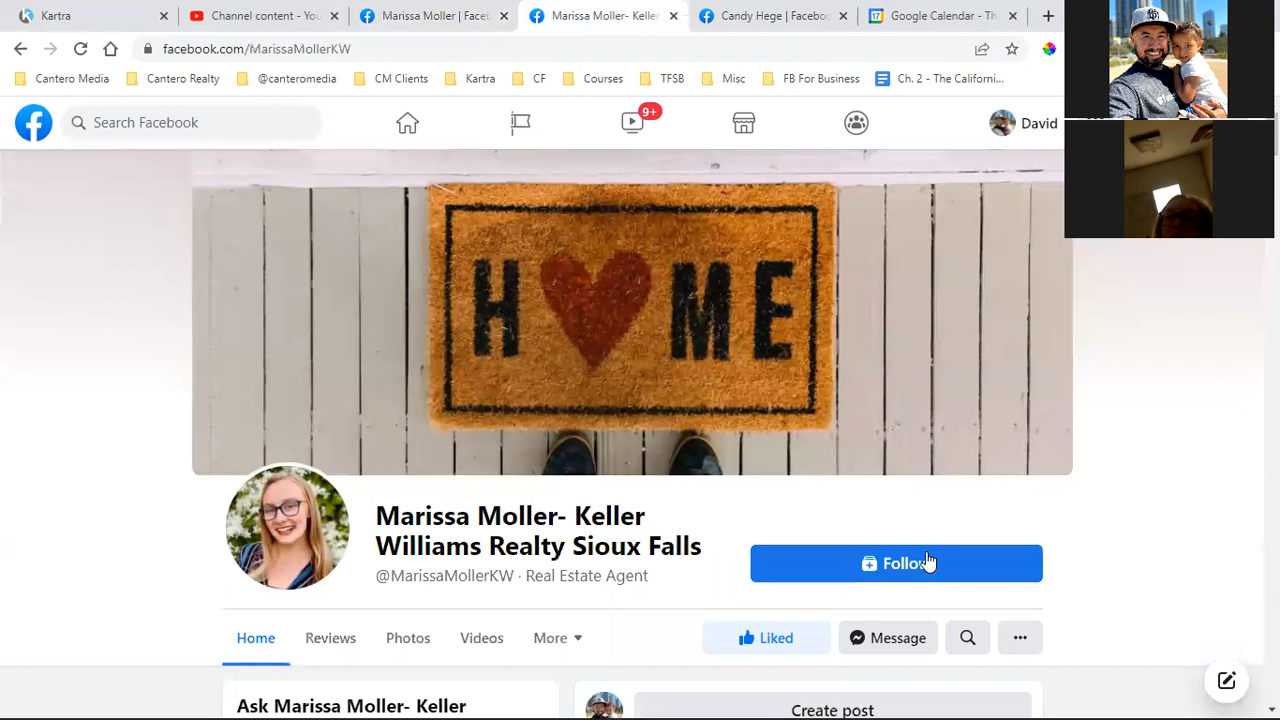 Kartra
Channel content - You
Marissa Moller | Faceb
Marissa Moller- Keller
Candy Hege | Faceboo
Google Calendar - Th
facebook.com/MarissaMollerKW
Cantero Media
Cantero Realty
@canteromedia
CM Clients
Kartra
CF
Courses
TFSB
Misc
FB For Business
Ch. 2 - The Californi...
Search Facebook
9+
David
H ME
Marissa Moller- Keller
Williams Realty Sioux Falls
@MarissaMollerKW · Real Estate Agent
Follow
Home
Reviews
Photos
Videos
More
Liked
Message
Ask Marissa Moller- Keller
Create post